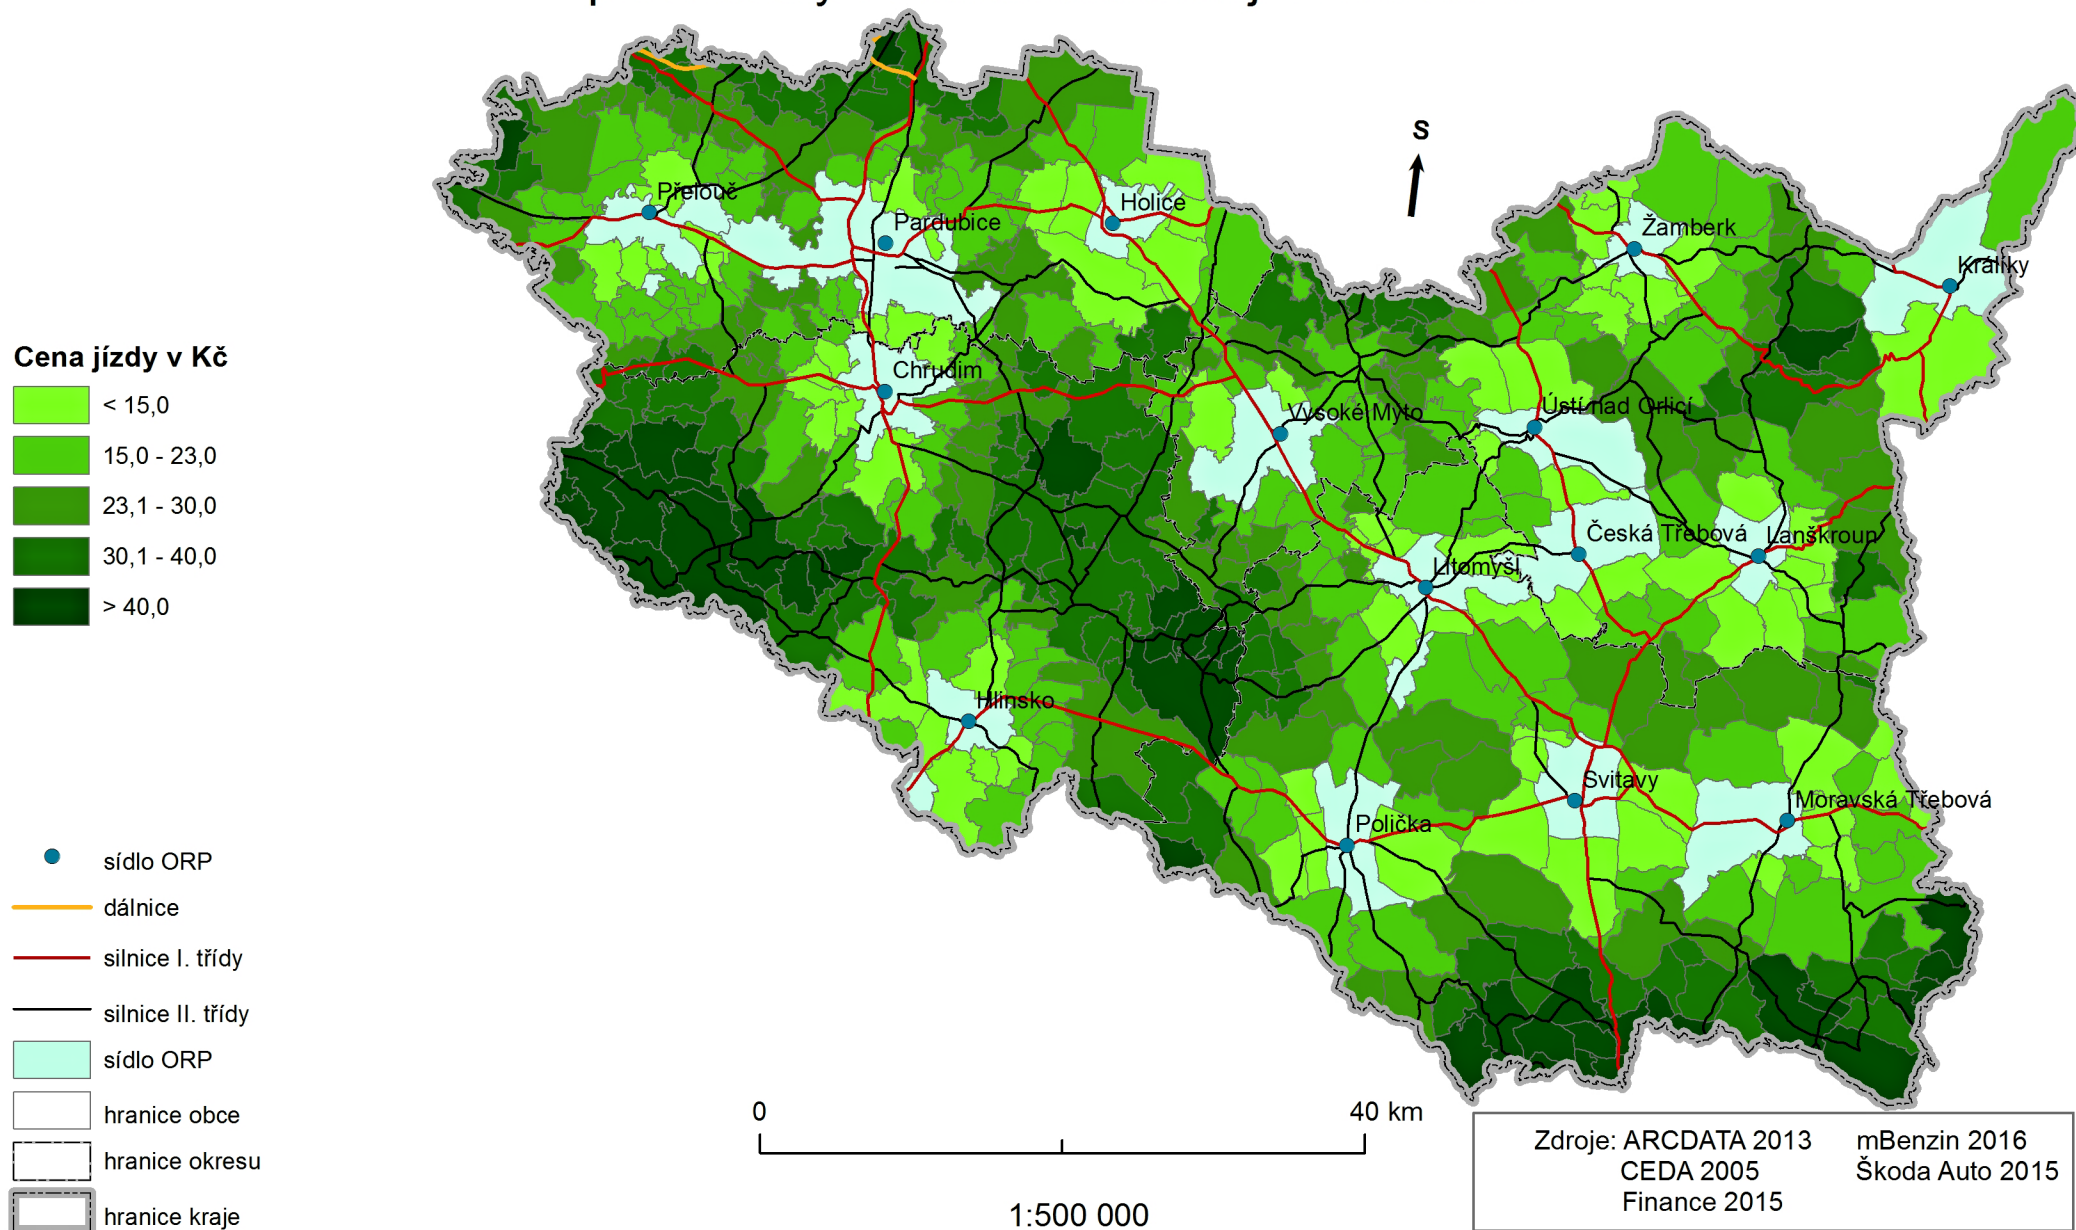 S
Přelouč
Pardubice
Holice
Žamberk
Králíky
Chrudim
Vysoké Mýto
Ústí nad Orlicí
Česká Třebová
Lanškroun
Litomyšl
Hlinsko
Svitavy
Moravská Třebová
Polička
Cena jízdy v Kč
< 15,0
15,0 - 23,0
23,1 - 30,0
30,1 - 40,0
> 40,0
sídlo ORP
dálnice
silnice I. třídy
silnice II. třídy
sídlo ORP
hranice obce
hranice okresu
hranice kraje
0 40 km
1:500 000
Zdroje: ARCDATA 2013 mBenzin 2016
CEDA 2005 Škoda Auto 2015
Finance 2015